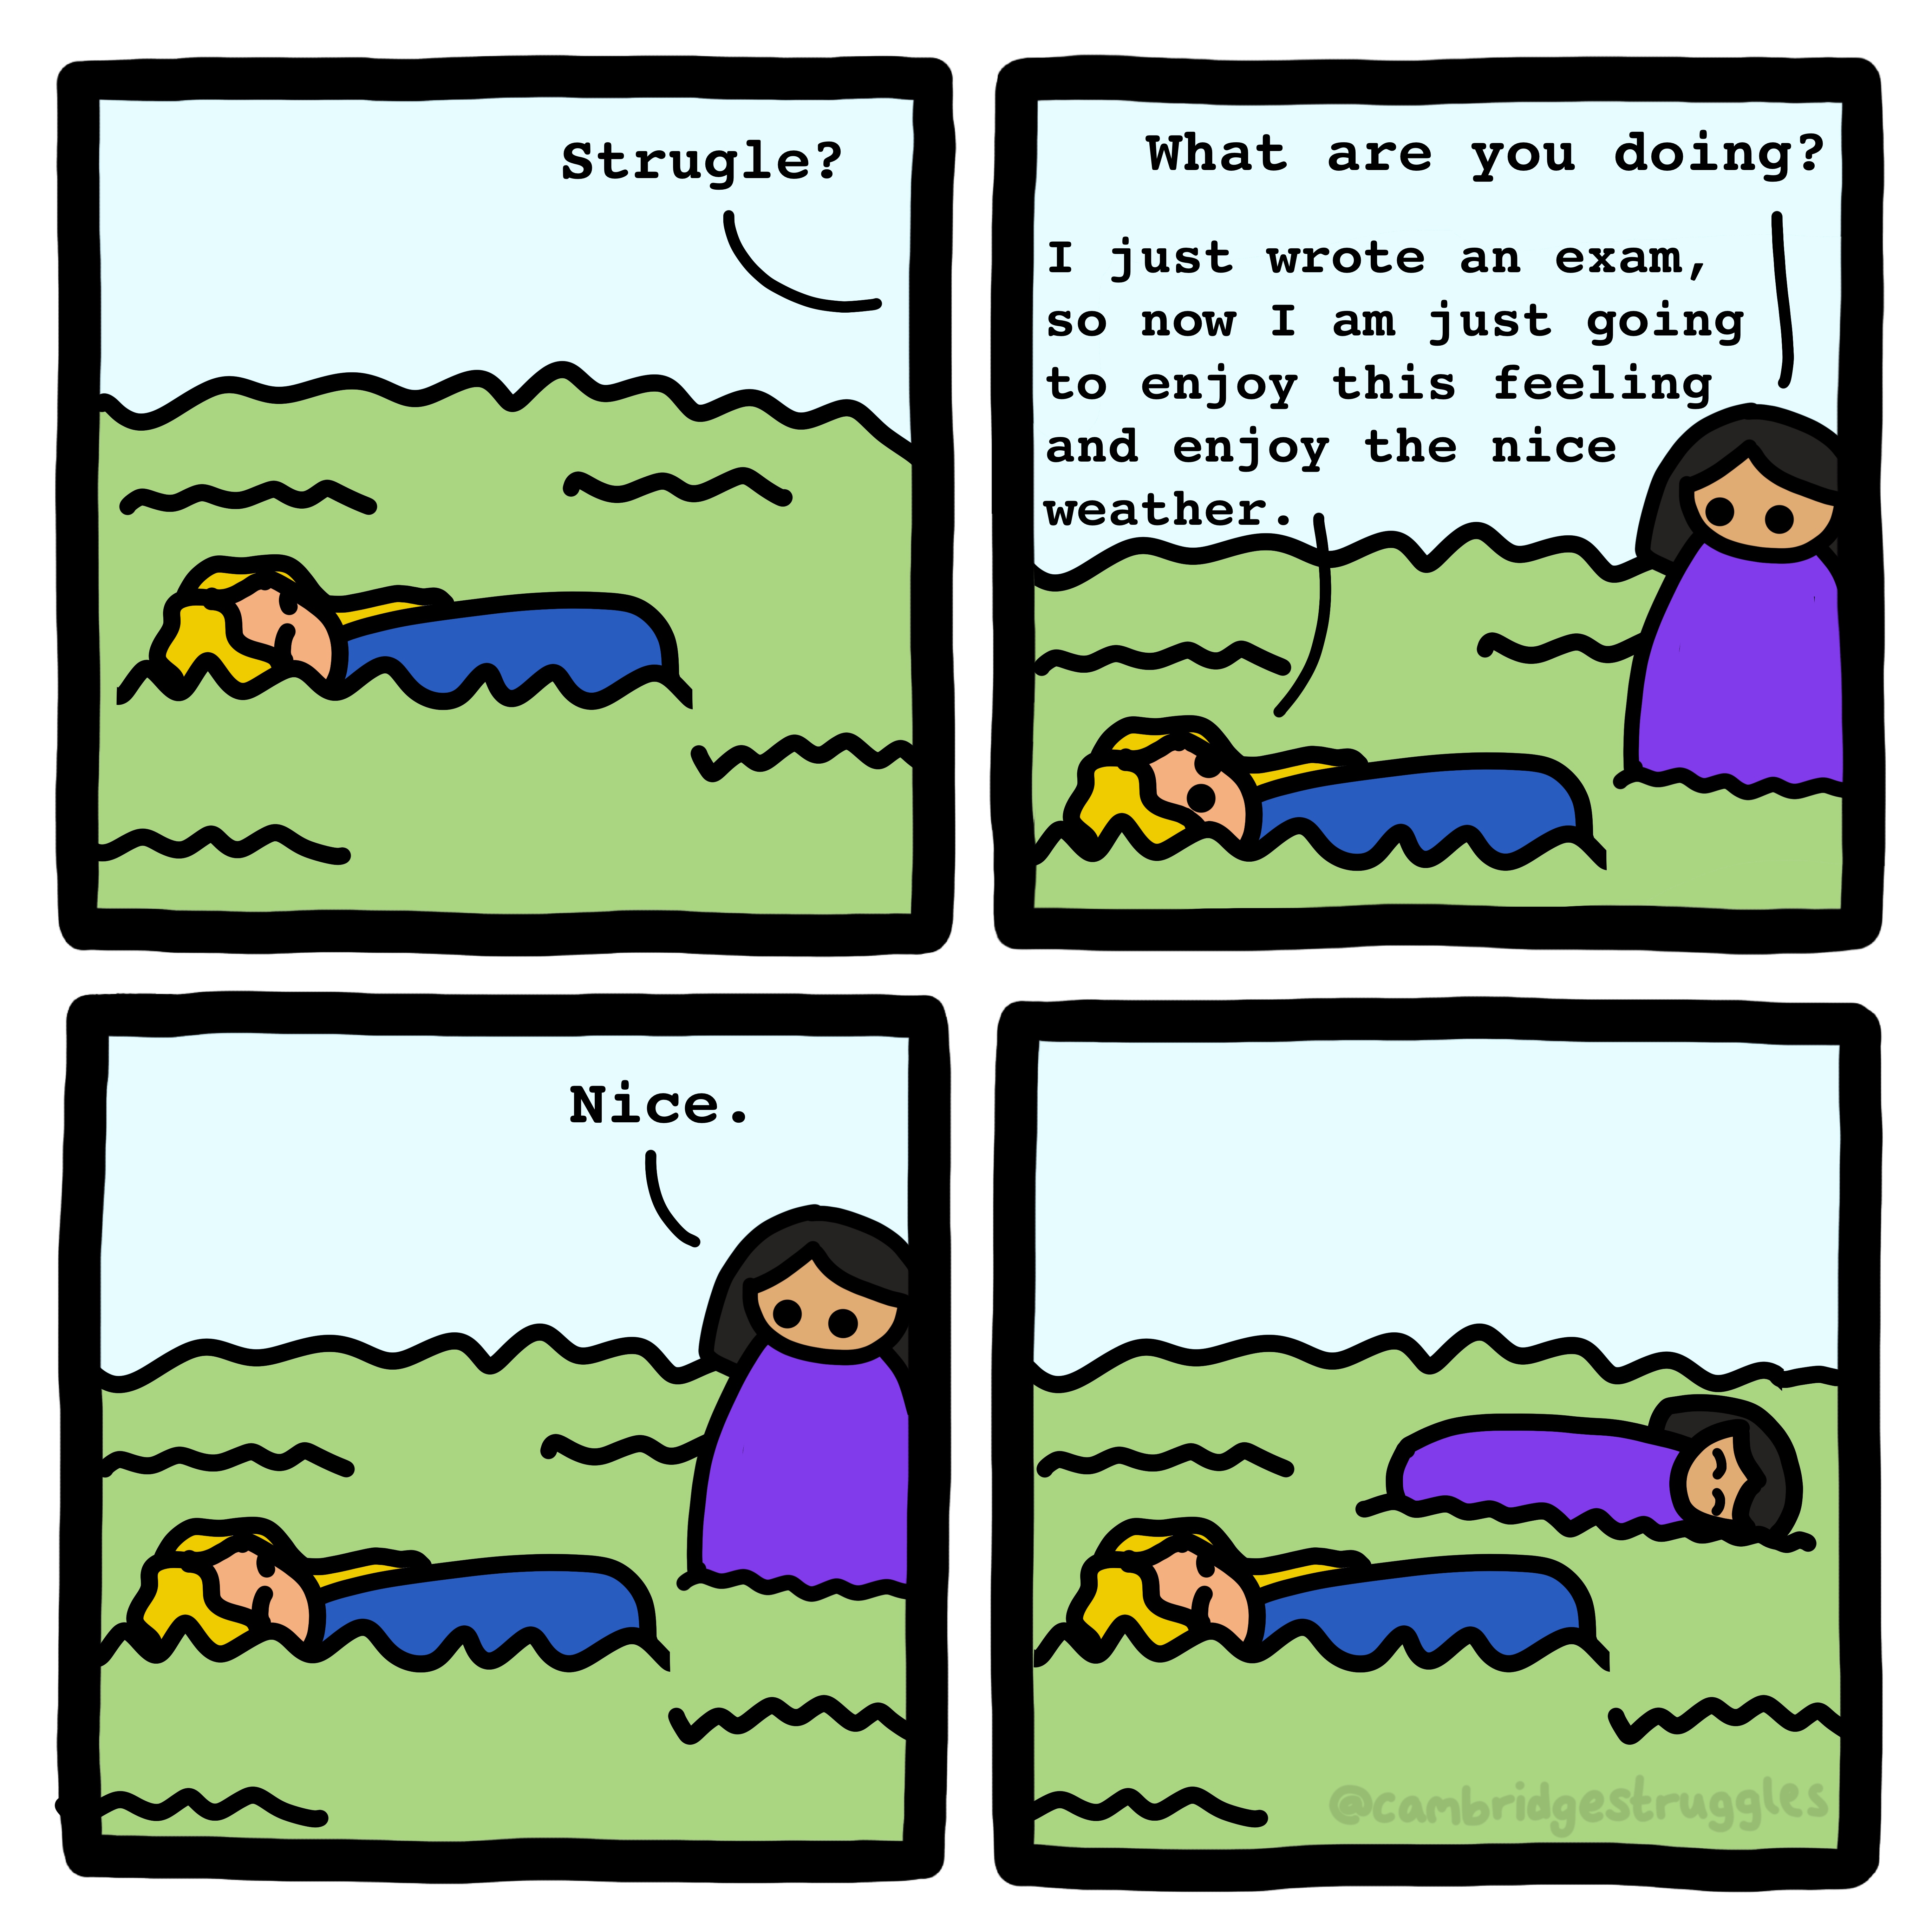 Strugle?
What are you doing?
I just wrote an exam,
so now I am just going
to enjoy this feeling
and enjoy the nice
weather.
Nice.
@cambridgestruggles